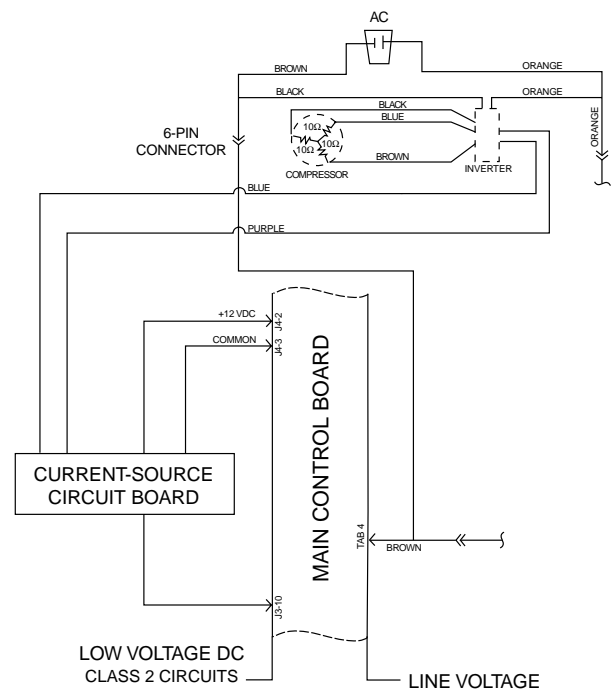 AC
BROWN
ORANGE
BLACK
ORANGE
BLACK
BLUE
10Ω
10Ω
10Ω
6-PIN
CONNECTOR
ORANGE
BROWN
COMPRESSOR
INVERTER
BLUE
PURPLE
+12 VDC
J4-2
COMMON
J4-3
MAIN CONTROL BOARD
CURRENT-SOURCE
CIRCUIT BOARD
TAB 4
BROWN
J3-10
LOW VOLTAGE DC
CLASS 2 CIRCUITS
LINE VOLTAGE